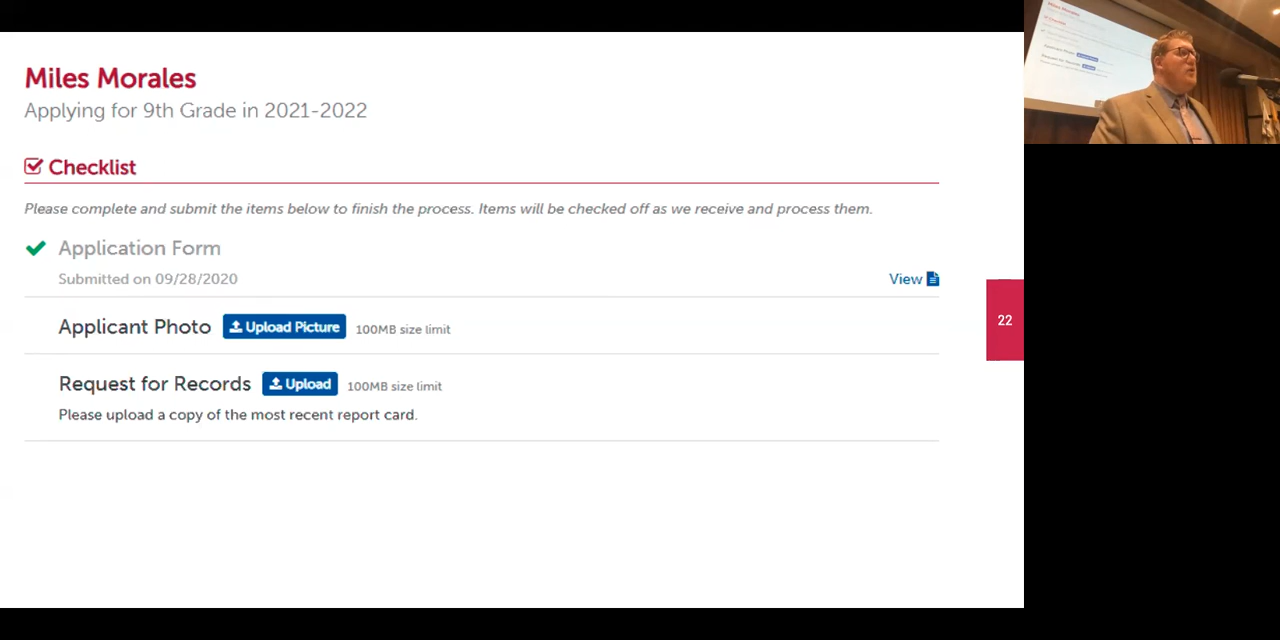 Miles Morales
Applying for 9th Grade in 2021-2022
Checklist
Please complete and submit the items below to finish the process. Items will be checked off as we receive and process them.
Application Form
Submitted on 09/28/2020
View
Applicant Photo Upload Picture 100MB size limit
22
Request for Records Upload 100MB size limit
Please upload a copy of the most recent report card.
Miles Morales
Checklist